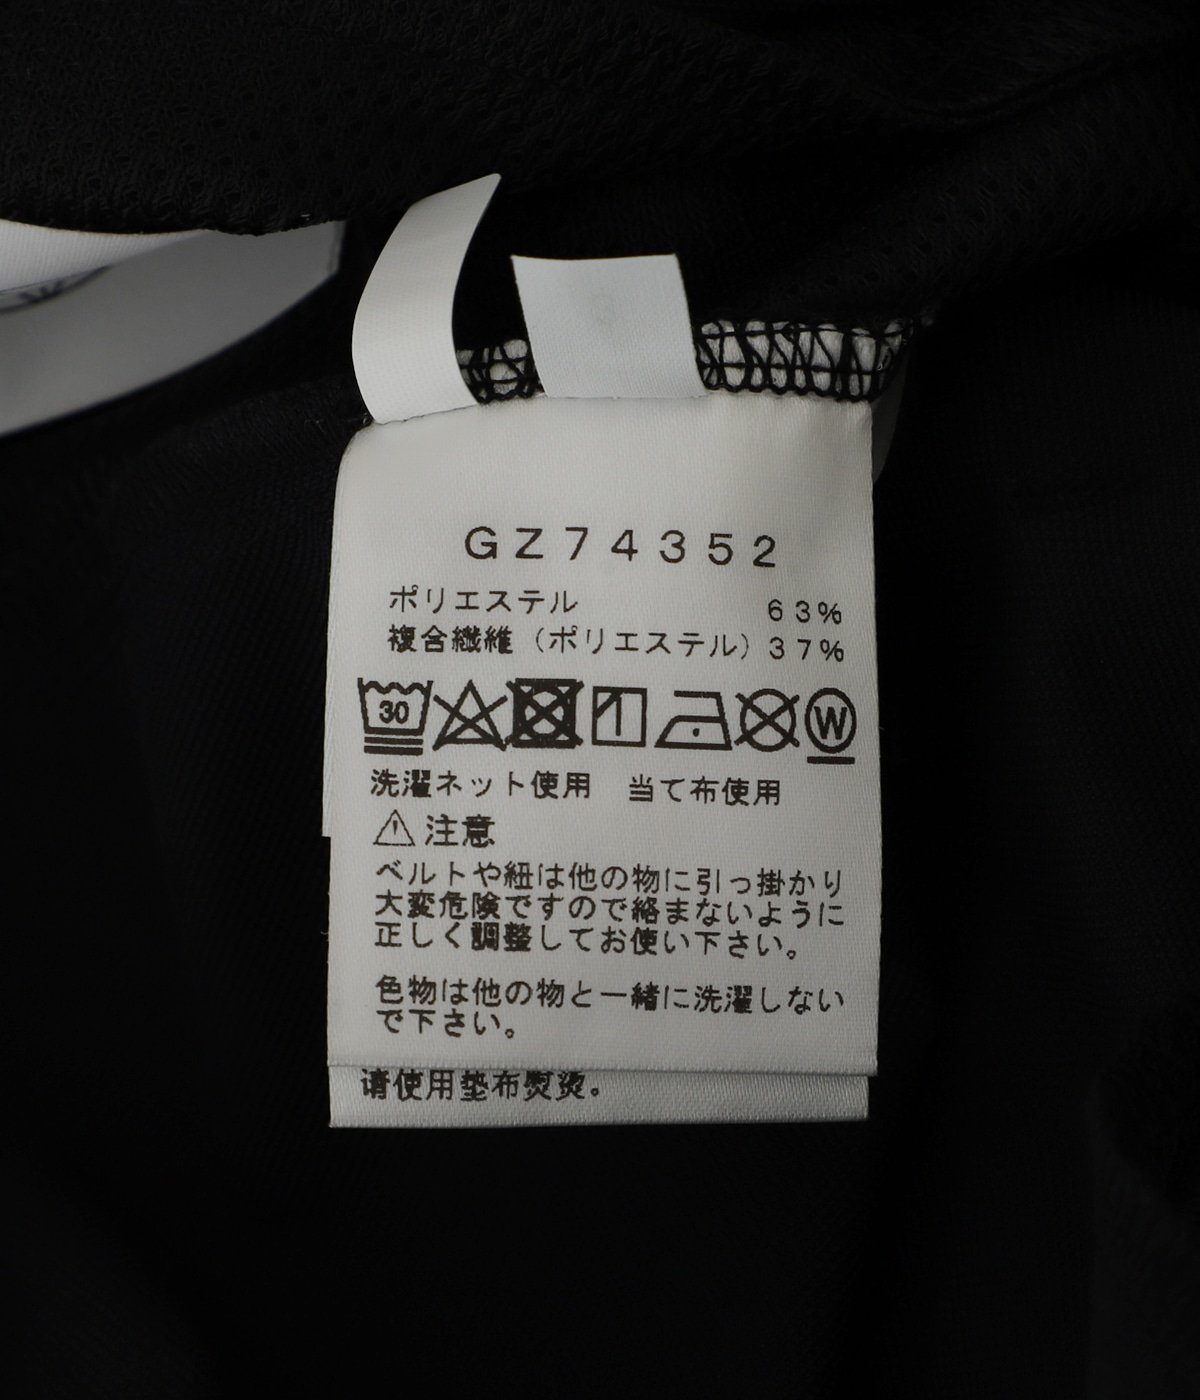 GZ74352
ポリエステル 63%
複合繊維（ポリエステル）37%
30 W
洗濯ネット使用 当て布使用
注意
ベルトや紐は他の物に引っ掛かり
大変危険ですので絡まないように
正しく調整してお使い下さい。
色物は他の物と一緒に洗濯しない
で下さい。
请使用垫布熨烫。